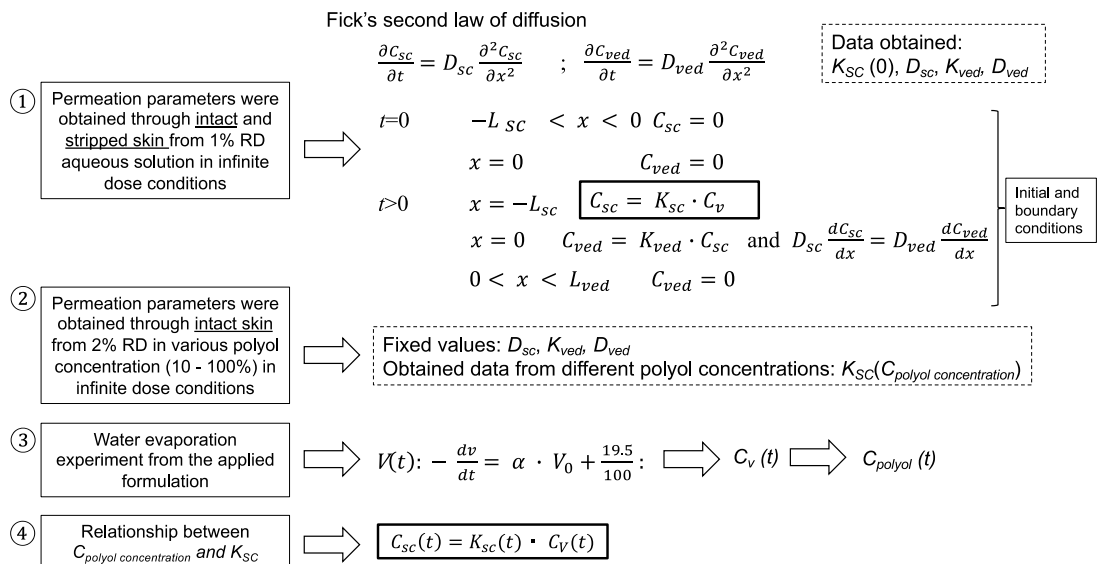 Fick's second law of diffusion
∂C_sc/∂t = D_sc ∂²C_sc/∂x² ; ∂C_ved/∂t = D_ved ∂²C_ved/∂x²
Data obtained:
K_SC (0), D_sc, K_ved, D_ved
①
Permeation parameters were
obtained through intact and
stripped skin from 1% RD
aqueous solution in infinite
dose conditions
t=0 −L_SC < x < 0 C_sc = 0
x = 0 C_ved = 0
t>0 x = −L_sc C_sc = K_sc · C_v
x = 0 C_ved = K_ved · C_sc and D_sc dC_sc/dx = D_ved dC_ved/dx
0 < x < L_ved C_ved = 0
Initial and
boundary
conditions
②
Permeation parameters were
obtained through intact skin
from 2% RD in various polyol
concentration (10 - 100%) in
infinite dose conditions
Fixed values: D_sc, K_ved, D_ved
Obtained data from different polyol concentrations: K_SC(C_polyol concentration)
③
Water evaporation
experiment from the applied
formulation
V(t): − dv/dt = α · V_0 + 19.5/100 :
C_v (t)
C_polyol (t)
④
Relationship between
C_polyol concentration and K_SC
C_sc(t) = K_sc(t) · C_V(t)